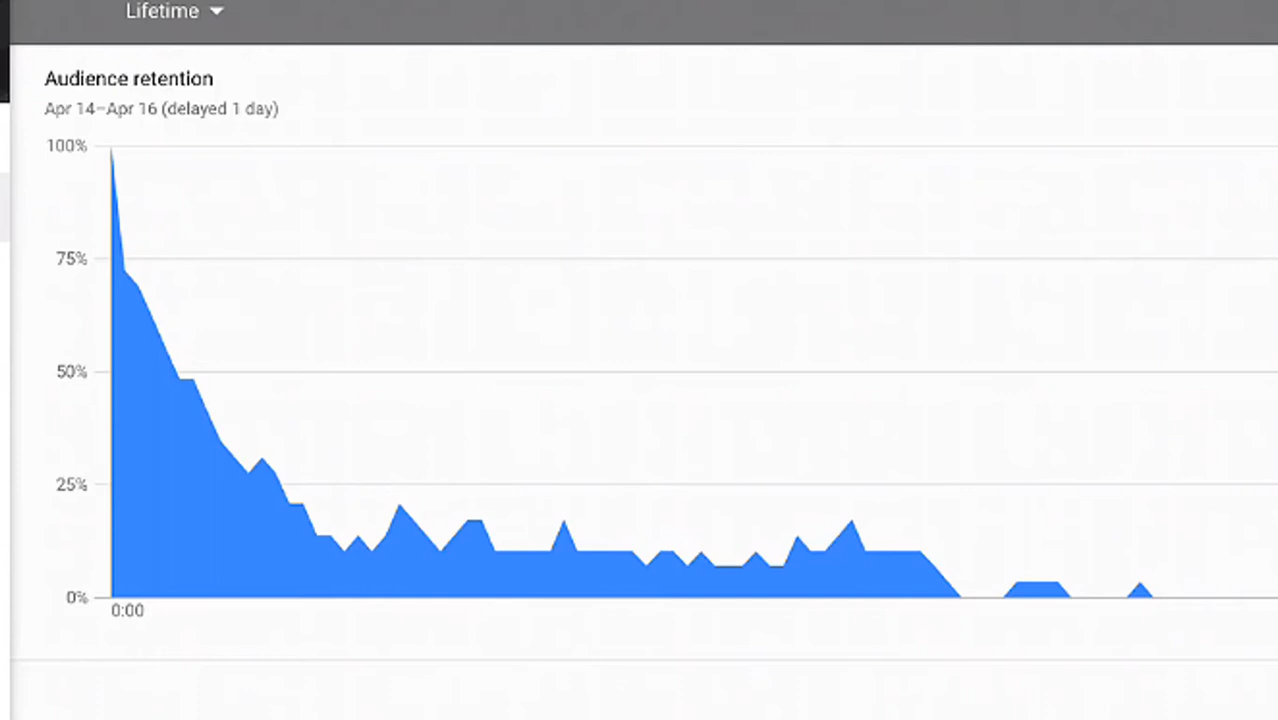 Lifetime
Audience retention
Apr 14–Apr 16 (delayed 1 day)
100%
75%
50%
25%
0%
0:00